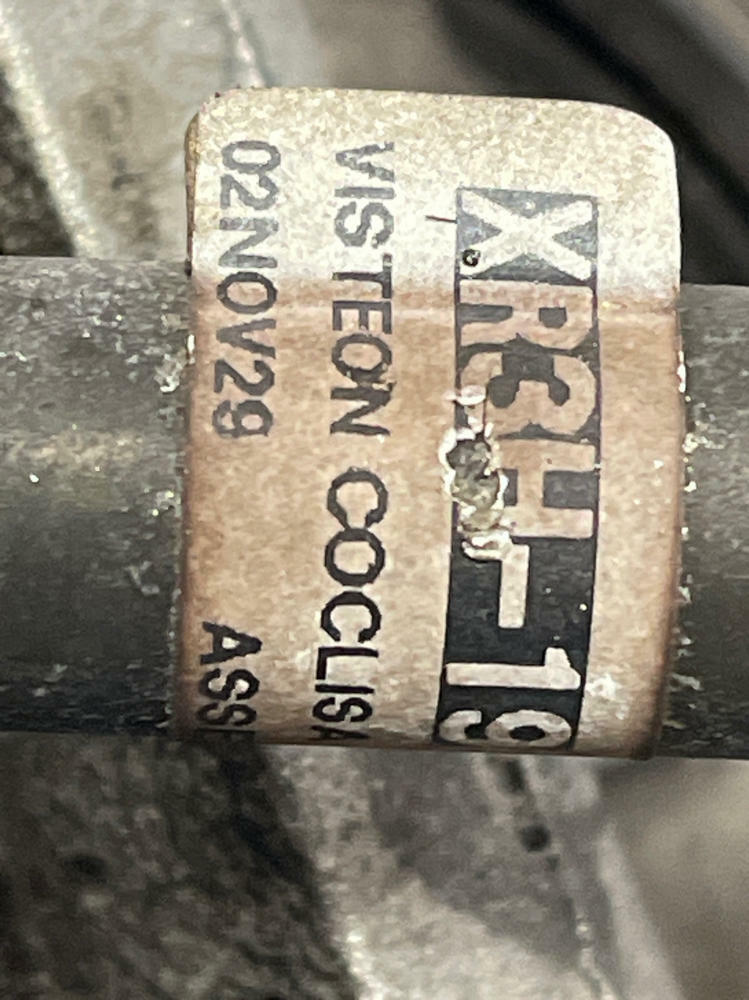 XR3H-19
VISTEON COCLISA
02NOV29 ASS